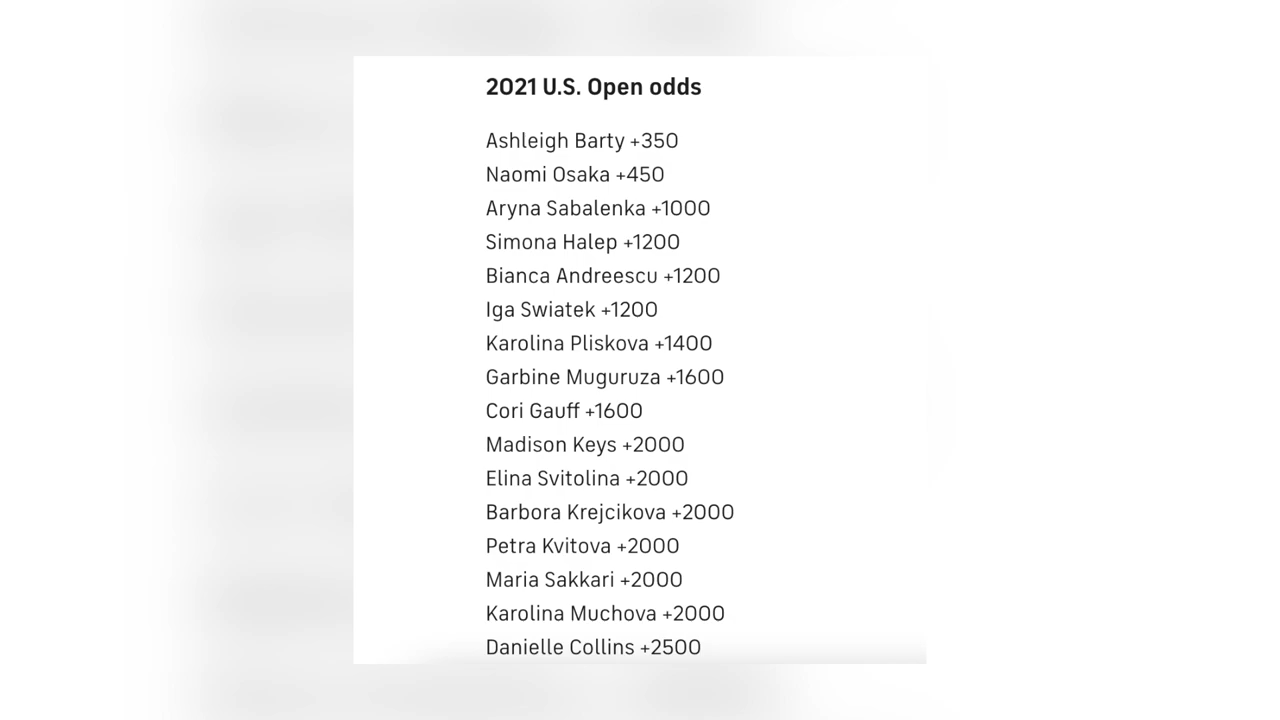 2021 U.S. Open odds
Ashleigh Barty +350
Naomi Osaka +450
Aryna Sabalenka +1000
Simona Halep +1200
Bianca Andreescu +1200
Iga Swiatek +1200
Karolina Pliskova +1400
Garbine Muguruza +1600
Cori Gauff +1600
Madison Keys +2000
Elina Svitolina +2000
Barbora Krejcikova +2000
Petra Kvitova +2000
Maria Sakkari +2000
Karolina Muchova +2000
Danielle Collins +2500